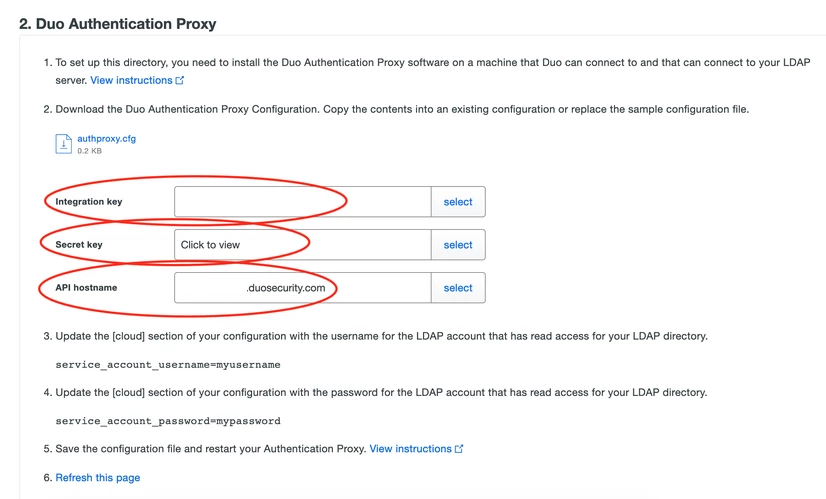 2. Duo Authentication Proxy
1. To set up this directory, you need to install the Duo Authentication Proxy software on a machine that Duo can connect to and that can connect to your LDAP
server. View instructions
2. Download the Duo Authentication Proxy Configuration. Copy the contents into an existing configuration or replace the sample configuration file.
authproxy.cfg
0.2 KB
Integration key select
Secret key Click to view select
API hostname .duosecurity.com select
3. Update the [cloud] section of your configuration with the username for the LDAP account that has read access for your LDAP directory.
service_account_username=myusername
4. Update the [cloud] section of your configuration with the password for the LDAP account that has read access for your LDAP directory.
service_account_password=mypassword
5. Save the configuration file and restart your Authentication Proxy. View instructions
6. Refresh this page